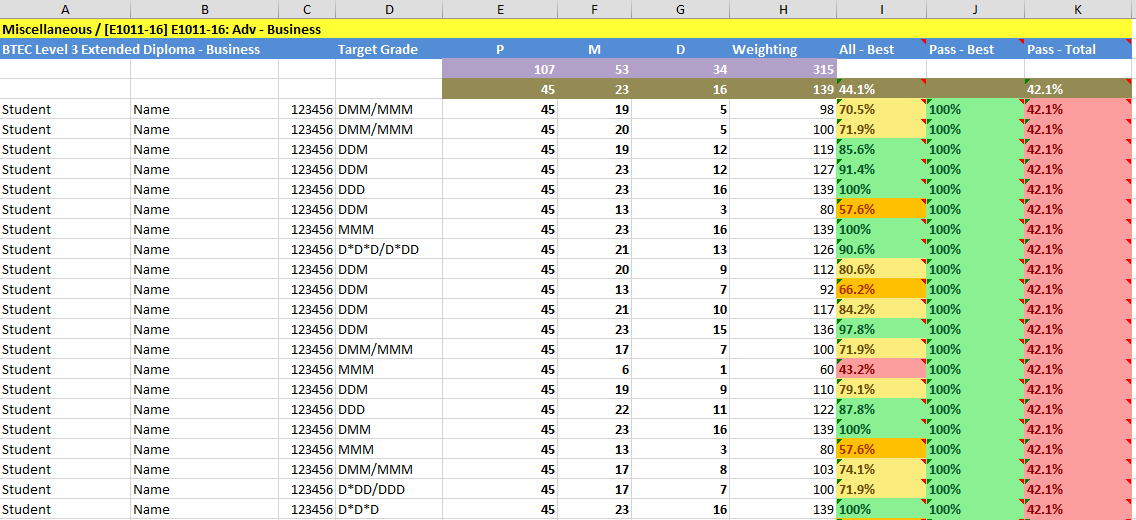 A B C D E F G H I J K
Miscellaneous / [E1011-16] E1011-16: Adv - Business
BTEC Level 3 Extended Diploma - Business Target Grade P M D Weighting All - Best Pass - Best Pass - Total
107 53 34 315
45 23 16 139 44.1% 42.1%
Student Name 123456 DMM/MMM 45 19 5 98 70.5% 100% 42.1%
Student Name 123456 DMM/MMM 45 20 5 100 71.9% 100% 42.1%
Student Name 123456 DDM 45 19 12 119 85.6% 100% 42.1%
Student Name 123456 DDM 45 23 12 127 91.4% 100% 42.1%
Student Name 123456 DDD 45 23 16 139 100% 100% 42.1%
Student Name 123456 DDM 45 13 3 80 57.6% 100% 42.1%
Student Name 123456 MMM 45 23 16 139 100% 100% 42.1%
Student Name 123456 D*D*D/D*DD 45 21 13 126 90.6% 100% 42.1%
Student Name 123456 DDM 45 20 9 112 80.6% 100% 42.1%
Student Name 123456 DDM 45 13 7 92 66.2% 100% 42.1%
Student Name 123456 DDM 45 21 10 117 84.2% 100% 42.1%
Student Name 123456 DDM 45 23 15 136 97.8% 100% 42.1%
Student Name 123456 DMM/MMM 45 17 7 100 71.9% 100% 42.1%
Student Name 123456 MMM 45 6 1 60 43.2% 100% 42.1%
Student Name 123456 DDM 45 19 9 110 79.1% 100% 42.1%
Student Name 123456 DDD 45 22 11 122 87.8% 100% 42.1%
Student Name 123456 DMM 45 23 16 139 100% 100% 42.1%
Student Name 123456 MMM 45 13 3 80 57.6% 100% 42.1%
Student Name 123456 DMM/MMM 45 17 8 103 74.1% 100% 42.1%
Student Name 123456 D*DD/DDD 45 17 7 100 71.9% 100% 42.1%
Student Name 123456 D*D*D 45 23 16 139 100% 100% 42.1%